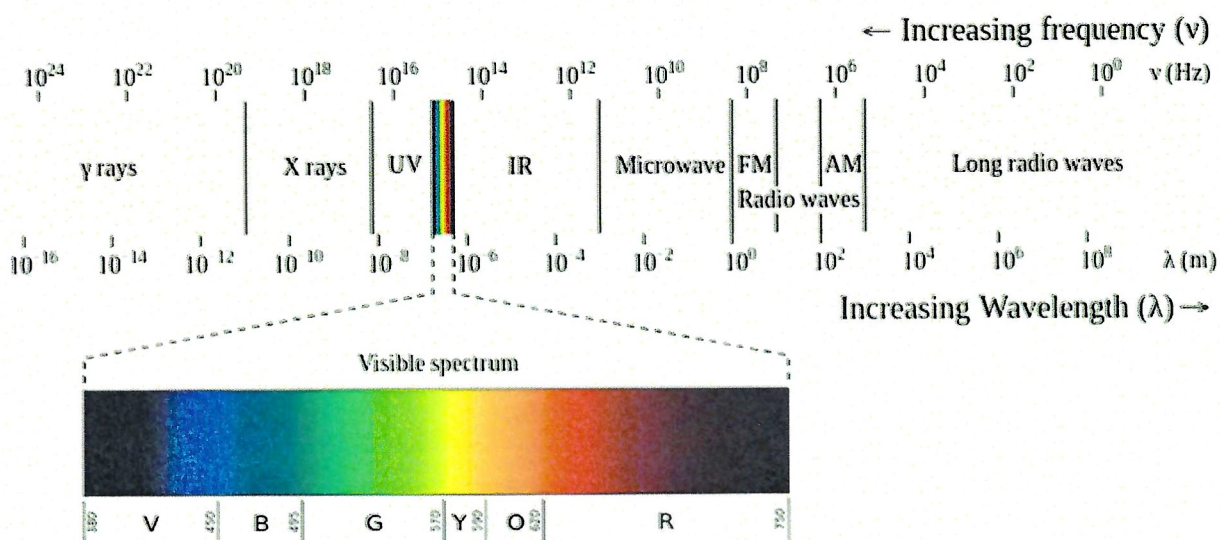 ← Increasing frequency (ν)
10²⁴ 10²² 10²⁰ 10¹⁸ 10¹⁶ 10¹⁴ 10¹² 10¹⁰ 10⁸ 10⁶ 10⁴ 10² 10⁰ ν (Hz)
γ rays X rays UV IR Microwave FM AM Long radio waves
Radio waves
10⁻¹⁶ 10⁻¹⁴ 10⁻¹² 10⁻¹⁰ 10⁻⁸ 10⁻⁶ 10⁻⁴ 10⁻² 10⁰ 10² 10⁴ 10⁶ 10⁸ λ (m)
Increasing Wavelength (λ) →
Visible spectrum
380 V 450 B 495 G 570 Y 590 O 620 R 750